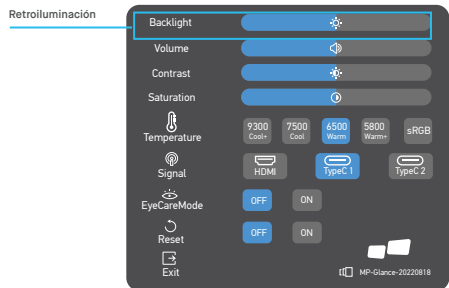 Retroiluminación
Backlight
Volume
Contrast
Saturation
Temperature
9300 7500 6500 5800 sRGB
Cool+ Cool Warm Warm+
Signal
HDMI TypeC 1 TypeC 2
EyeCareMode
OFF ON
Reset
OFF ON
Exit
MP-Glance-20220818